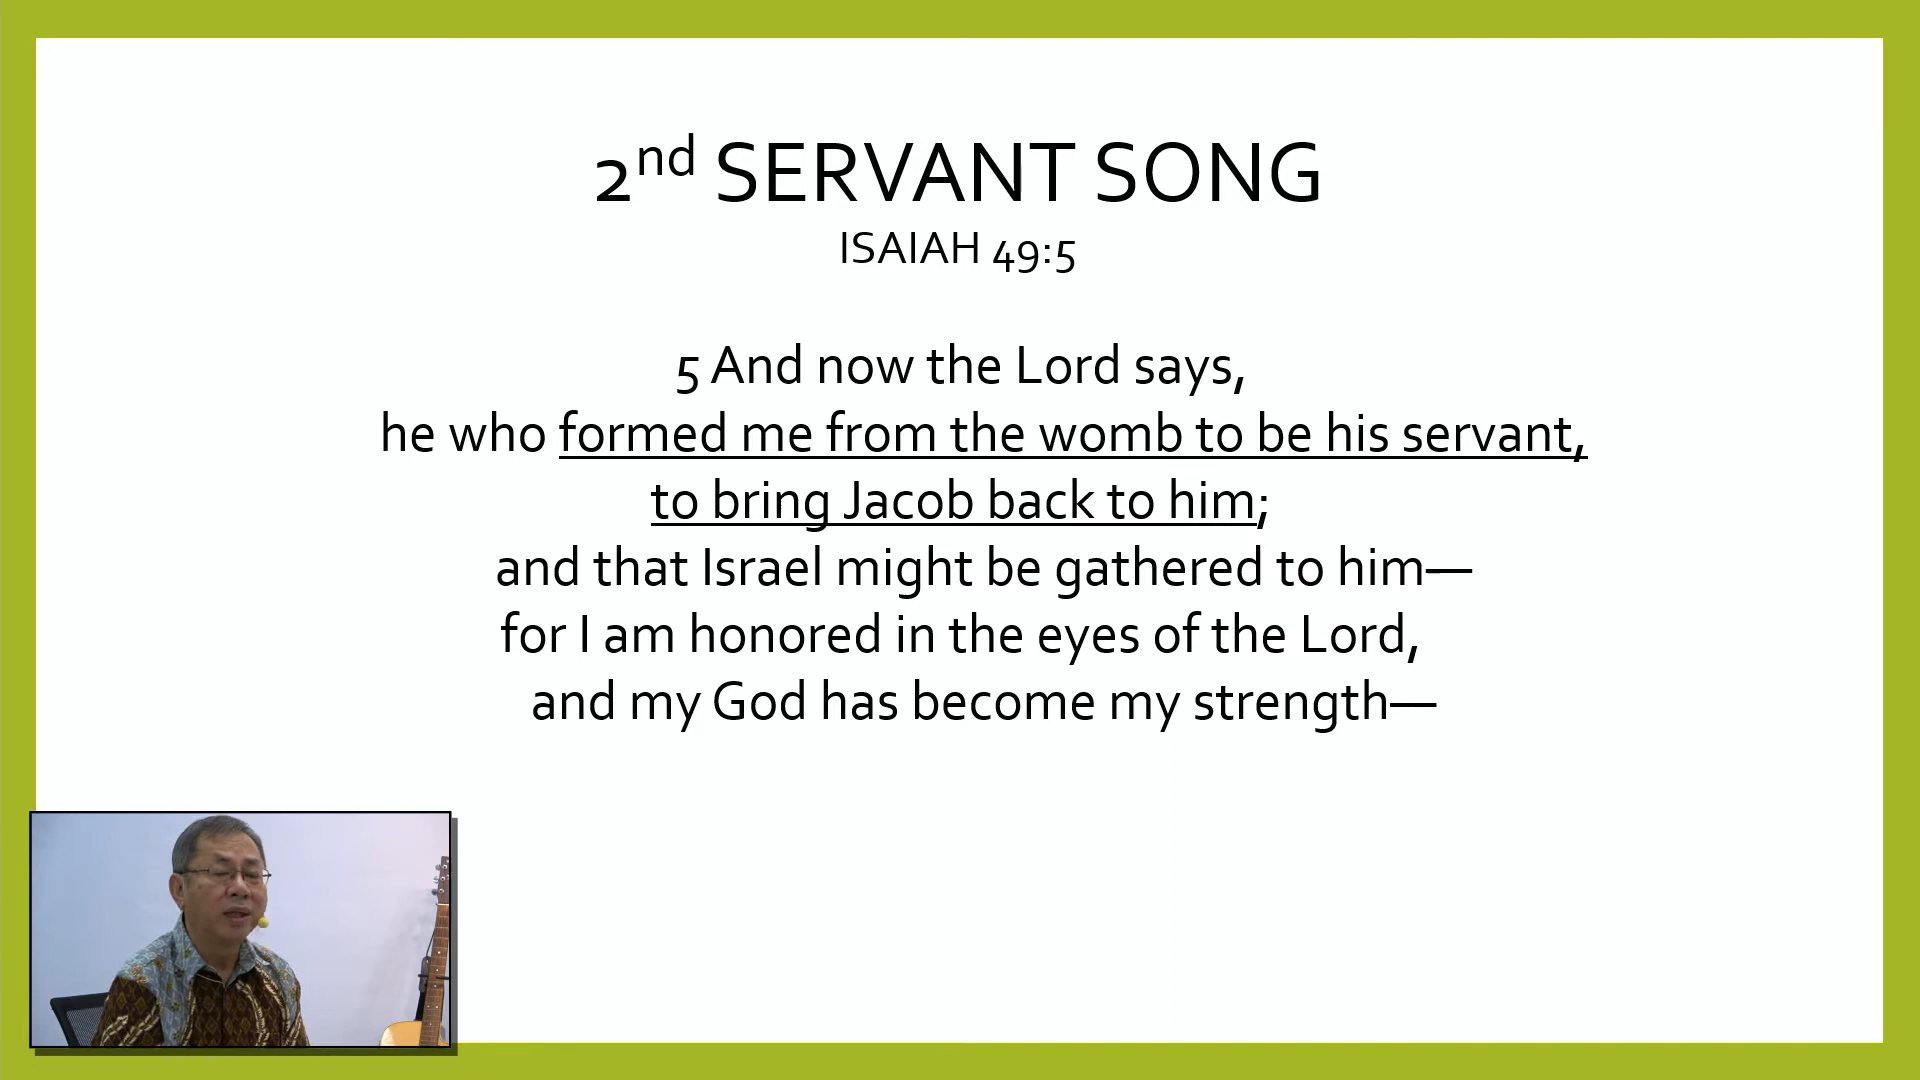 2nd SERVANT SONG
ISAIAH 49:5
5 And now the Lord says,
he who formed me from the womb to be his servant,
to bring Jacob back to him;
and that Israel might be gathered to him—
for I am honored in the eyes of the Lord,
and my God has become my strength—